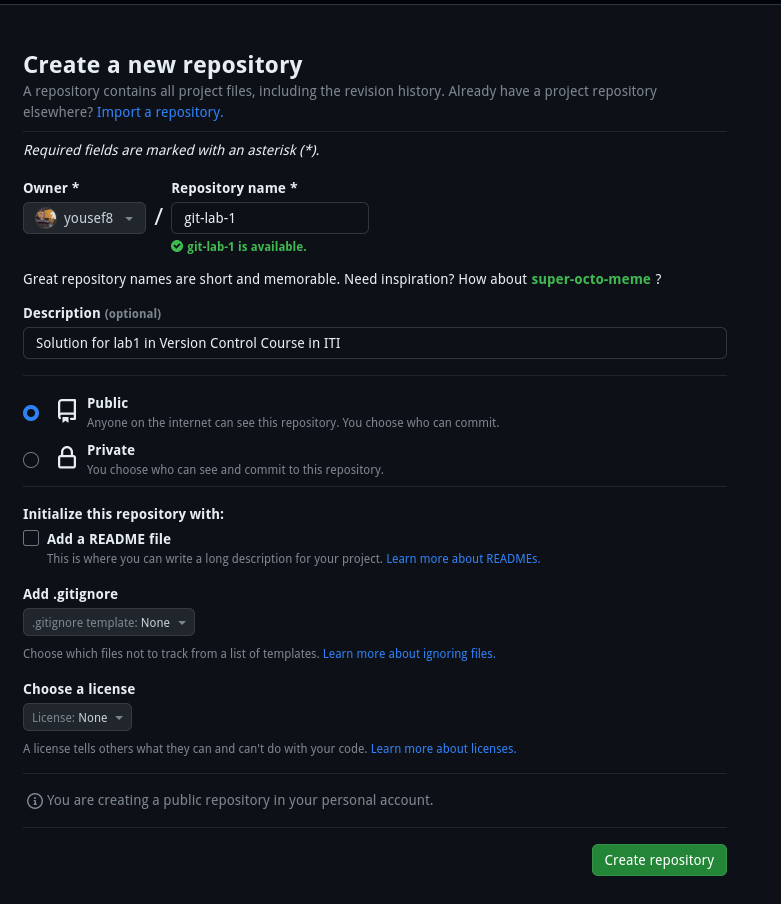 Create a new repository
A repository contains all project files, including the revision history. Already have a project repository
elsewhere? Import a repository.
Required fields are marked with an asterisk (*).
Owner * Repository name *
yousef8 / git-lab-1
git-lab-1 is available.
Great repository names are short and memorable. Need inspiration? How about super-octo-meme ?
Description (optional)
Solution for lab1 in Version Control Course in ITI
Public
Anyone on the internet can see this repository. You choose who can commit.
Private
You choose who can see and commit to this repository.
Initialize this repository with:
Add a README file
This is where you can write a long description for your project. Learn more about READMEs.
Add .gitignore
.gitignore template: None
Choose which files not to track from a list of templates. Learn more about ignoring files.
Choose a license
License: None
A license tells others what they can and can't do with your code. Learn more about licenses.
You are creating a public repository in your personal account.
Create repository